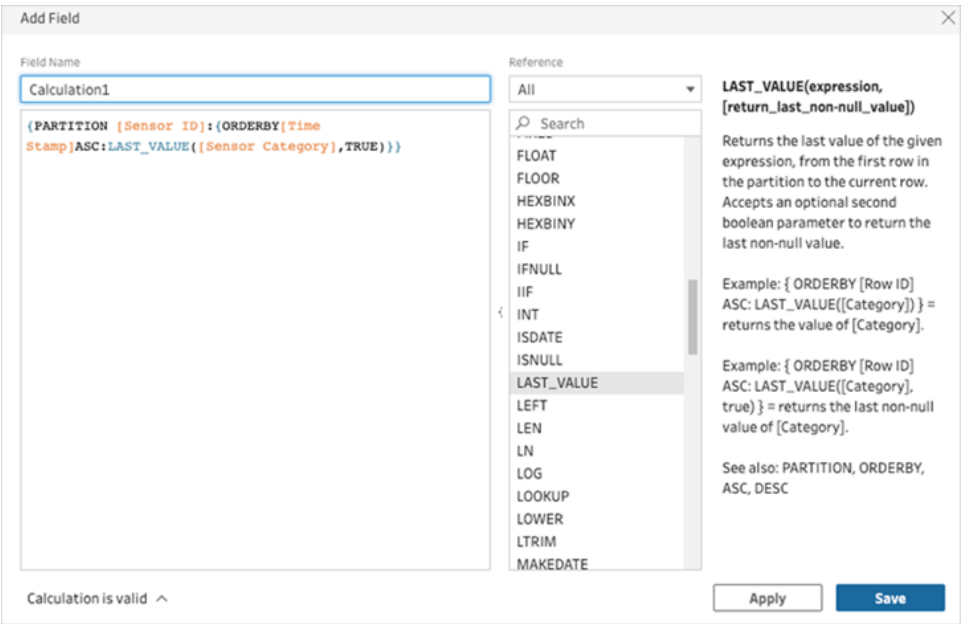 Add Field
Field Name
Calculation1
{PARTITION [Sensor ID]:{ORDERBY[Time
Stamp]ASC:LAST_VALUE([Sensor Category],TRUE)}}
Calculation is valid
Reference
All
Search
FLOAT
FLOOR
HEXBINX
HEXBINY
IF
IFNULL
IIF
INT
ISDATE
ISNULL
LAST_VALUE
LEFT
LEN
LN
LOG
LOOKUP
LOWER
LTRIM
MAKEDATE
LAST_VALUE(expression,
[return_last_non-null_value])
Returns the last value of the given
expression, from the first row in
the partition to the current row.
Accepts an optional second
boolean parameter to return the
last non-null value.
Example: { ORDERBY [Row ID]
ASC: LAST_VALUE([Category]) } =
returns the value of [Category].
Example: { ORDERBY [Row ID]
ASC: LAST_VALUE([Category],
true) } = returns the last non-null
value of [Category].
See also: PARTITION, ORDERBY,
ASC, DESC
Apply
Save